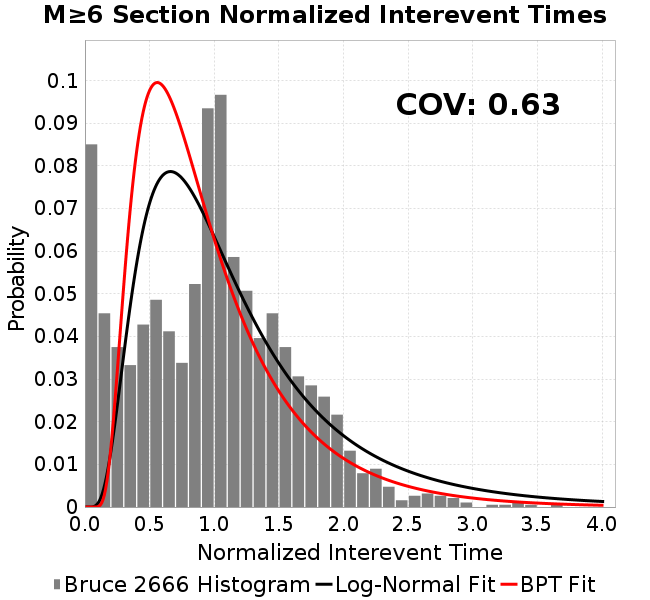 M≥6 Section Normalized Interevent Times
COV: 0.63
Probability
0.1
0.09
0.08
0.07
0.06
0.05
0.04
0.03
0.02
0.01
0
0.0 0.5 1.0 1.5 2.0 2.5 3.0 3.5 4.0
Normalized Interevent Time
Bruce 2666 Histogram Log-Normal Fit BPT Fit